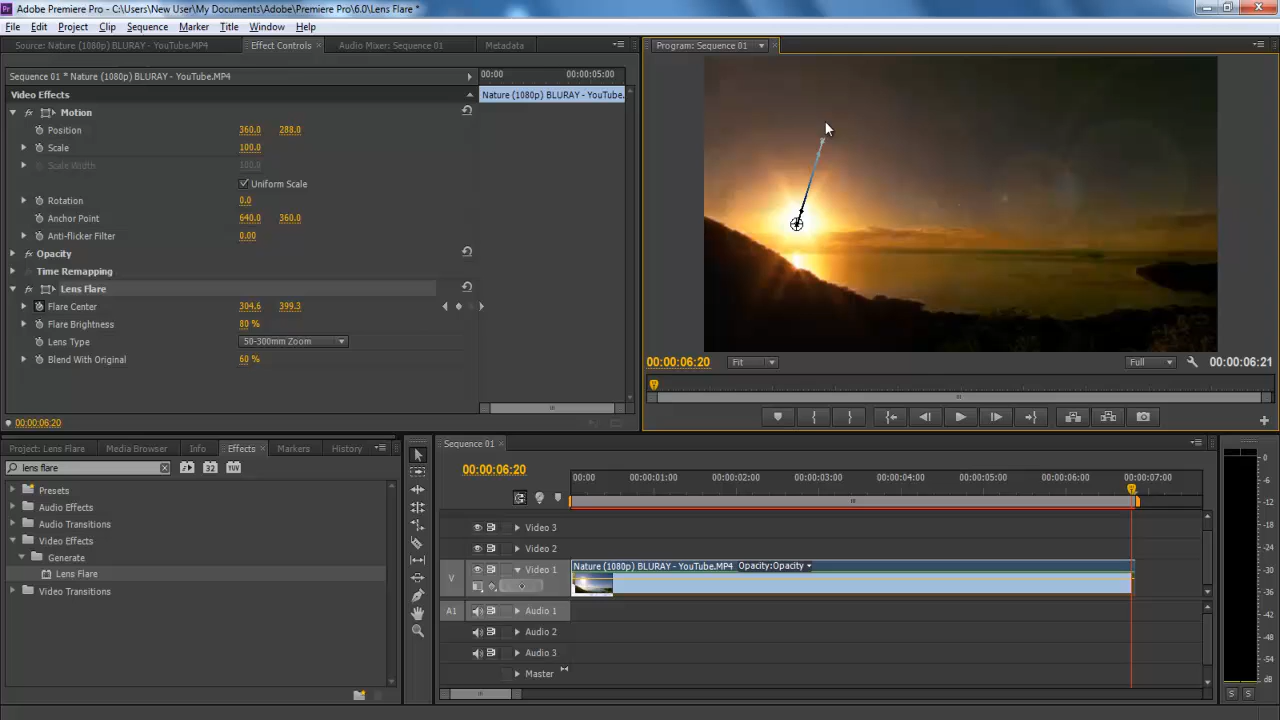 Adobe Premiere Pro - C:\Users\New User\My Documents\Adobe\Premiere Pro\6.0\Lens Flare *
File Edit Project Clip Sequence Marker Title Window Help
Source: Nature (1080p) BLURAY - YouTube.MP4 Effect Controls Audio Mixer: Sequence 01 Metadata
Sequence 01 * Nature (1080p) BLURAY - YouTube.MP4 00:00 00:00:05:00
Video Effects Nature (1080p) BLURAY - YouTube.
fx Motion
Position 360.0 288.0
Scale 100.0
Scale Width 100.0
Uniform Scale
Rotation 0.0
Anchor Point 640.0 360.0
Anti-flicker Filter 0.00
fx Opacity
Time Remapping
fx Lens Flare
Flare Center 304.6 399.3
Flare Brightness 80 %
Lens Type 50-300mm Zoom
Blend With Original 60 %
00:00:06:20
Program: Sequence 01
00:00:06:20 Fit Full 00:00:06:21
Project: Lens Flare Media Browser Info Effects Markers History
lens flare 32 YUV
Presets
Audio Effects
Audio Transitions
Video Effects
Generate
Lens Flare
Video Transitions
Sequence 01
00:00:06:20 00:00 00:00:01:00 00:00:02:00 00:00:03:00 00:00:04:00 00:00:05:00 00:00:06:00 00:00:07:00
Video 3
Video 2
V Video 1 Nature (1080p) BLURAY - YouTube.MP4 Opacity:Opacity
A1 Audio 1
Audio 2
Audio 3
Master
0
-6
-12
-18
-24
-30
-36
-42
-48
-54
dB
S S